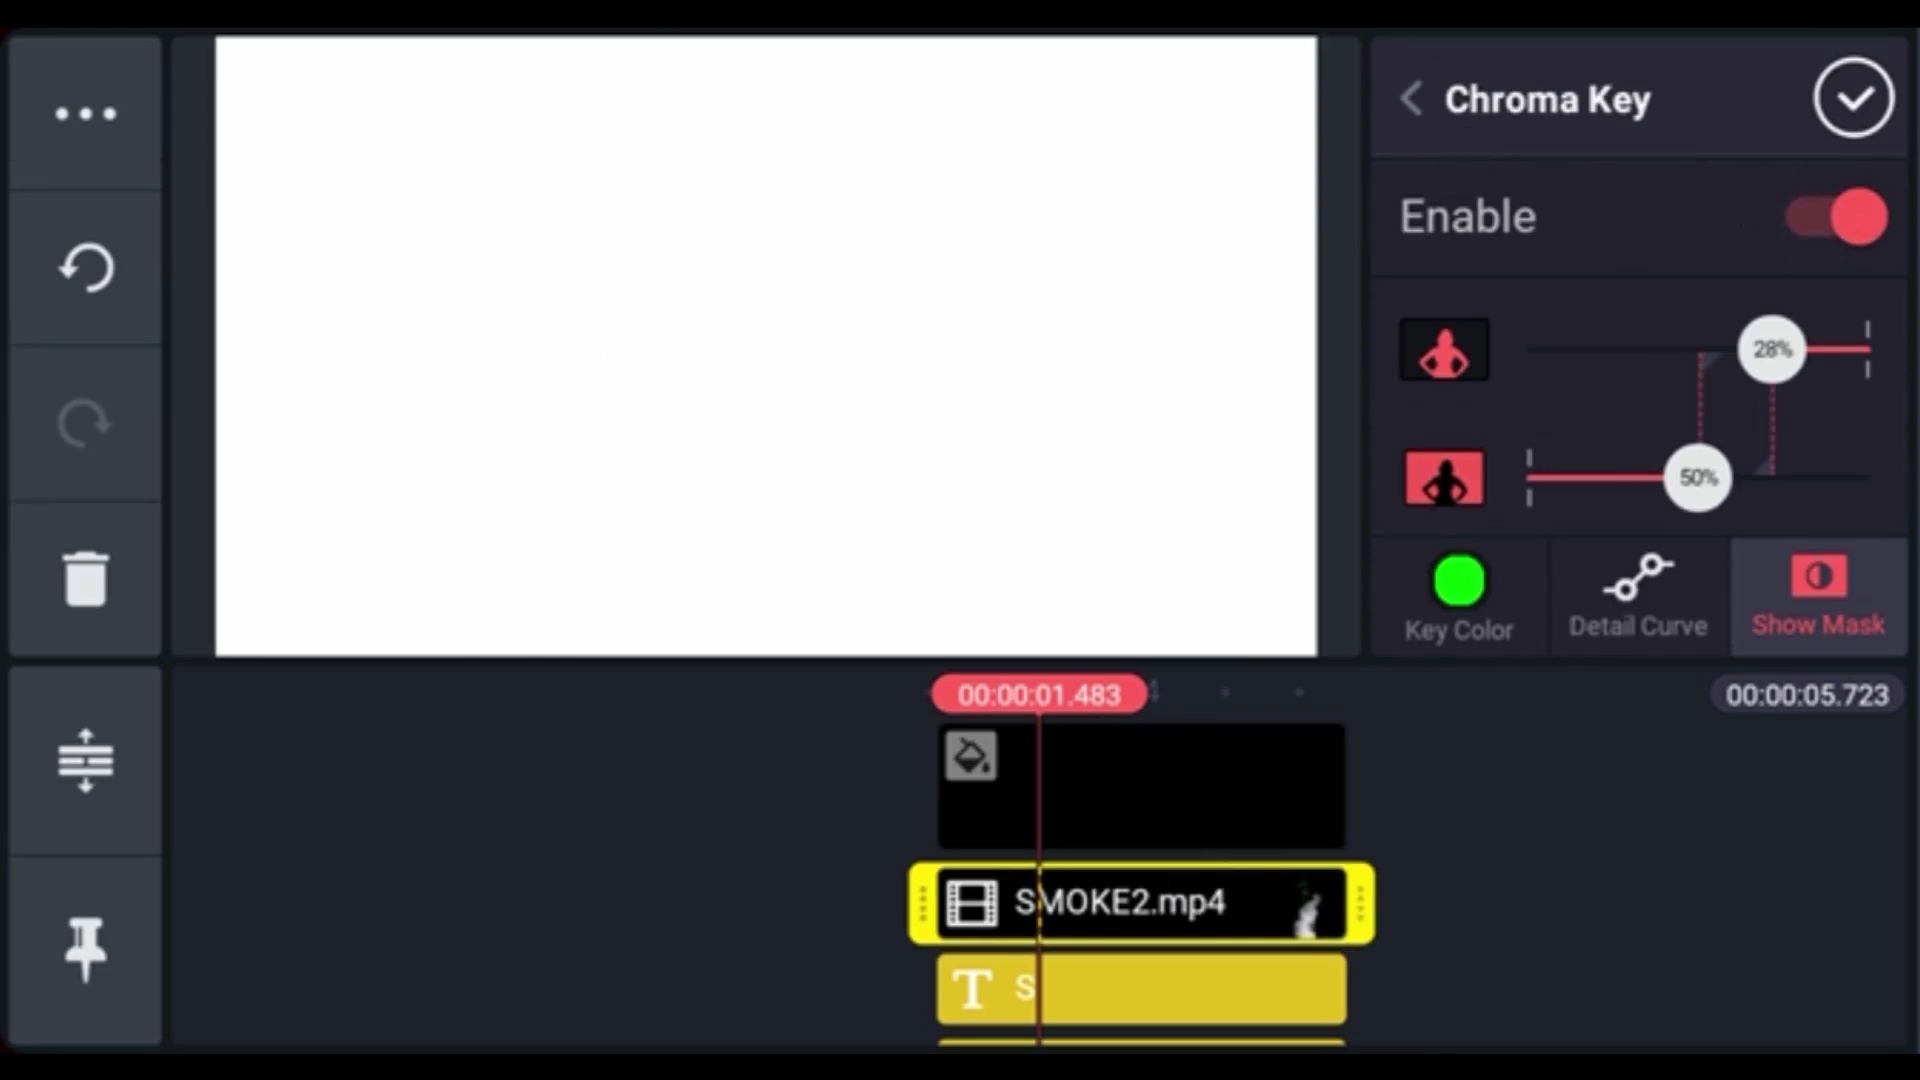 Chroma Key
Enable
28%
50%
Key Color
Detail Curve
Show Mask
00:00:01.483
4
00:00:05.723
SMOKE2.mp4
T S